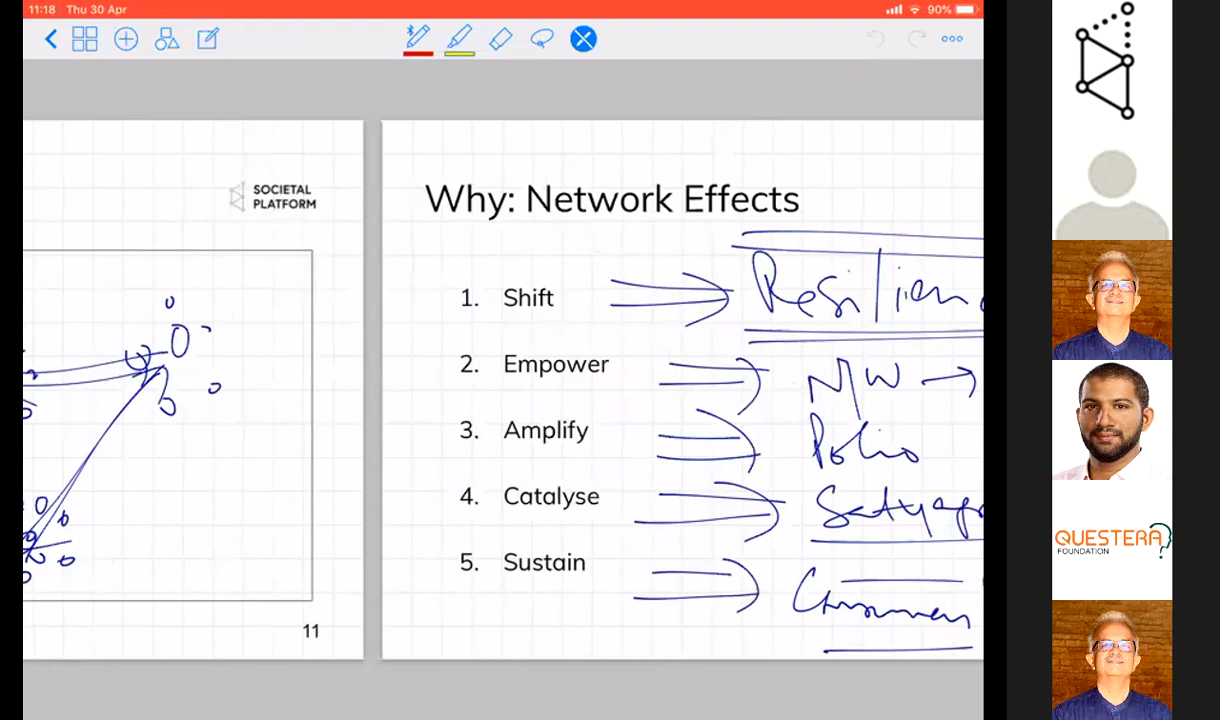 11:18 Thu 30 Apr
90%
SOCIETAL
PLATFORM
11
Why: Network Effects
1. Shift
2. Empower
N/W →
3. Amplify
Polio
4. Catalyse
5. Sustain
QUESTERA
FOUNDATION